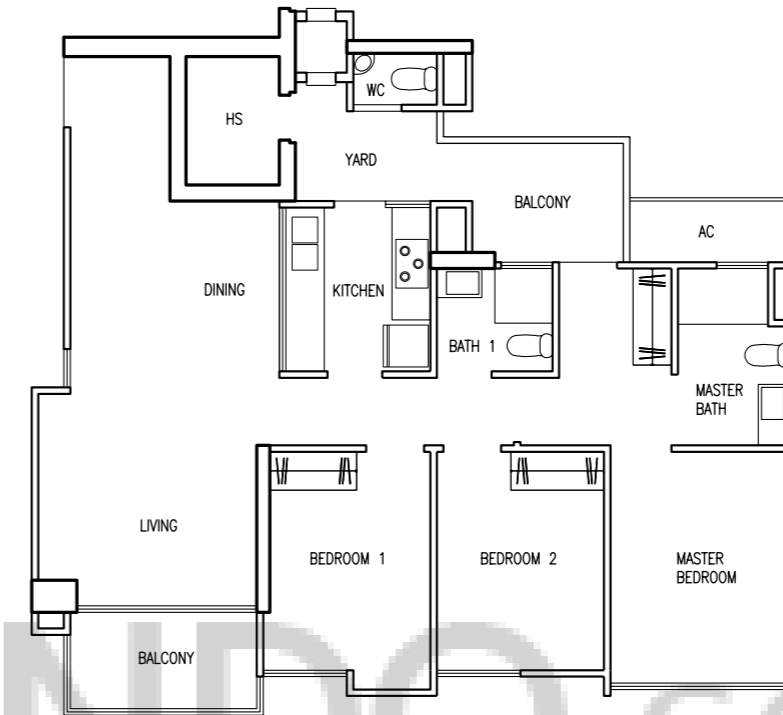 WC
HS
YARD
BALCONY
AC
DINING
KITCHEN
BATH 1
MASTER
BATH
LIVING
BEDROOM 1
BEDROOM 2
MASTER
BEDROOM
BALCONY